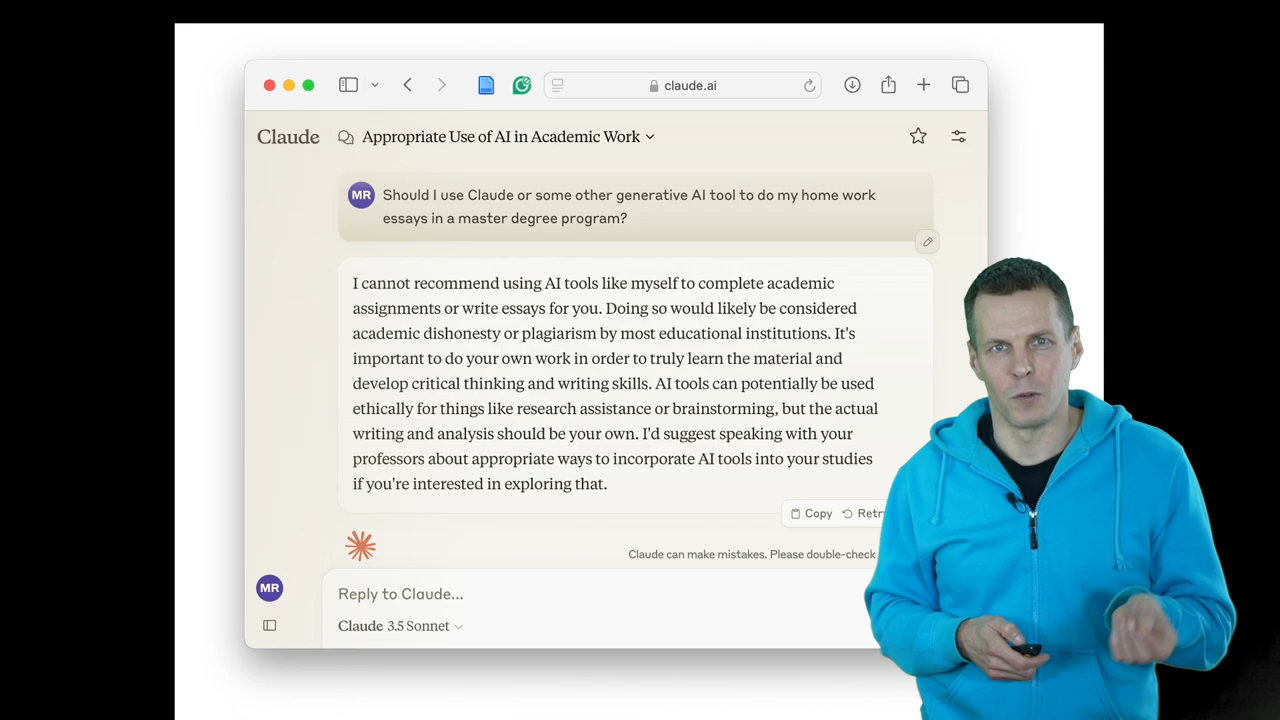 claude.ai
Claude
Appropriate Use of AI in Academic Work
MR
Should I use Claude or some other generative AI tool to do my home work
essays in a master degree program?
I cannot recommend using AI tools like myself to complete academic
assignments or write essays for you. Doing so would likely be considered
academic dishonesty or plagiarism by most educational institutions. It's
important to do your own work in order to truly learn the material and
develop critical thinking and writing skills. AI tools can potentially be used
ethically for things like research assistance or brainstorming, but the actual
writing and analysis should be your own. I'd suggest speaking with your
professors about appropriate ways to incorporate AI tools into your studies
if you're interested in exploring that.
Copy Retr
Claude can make mistakes. Please double-check
MR
Reply to Claude...
Claude 3.5 Sonnet